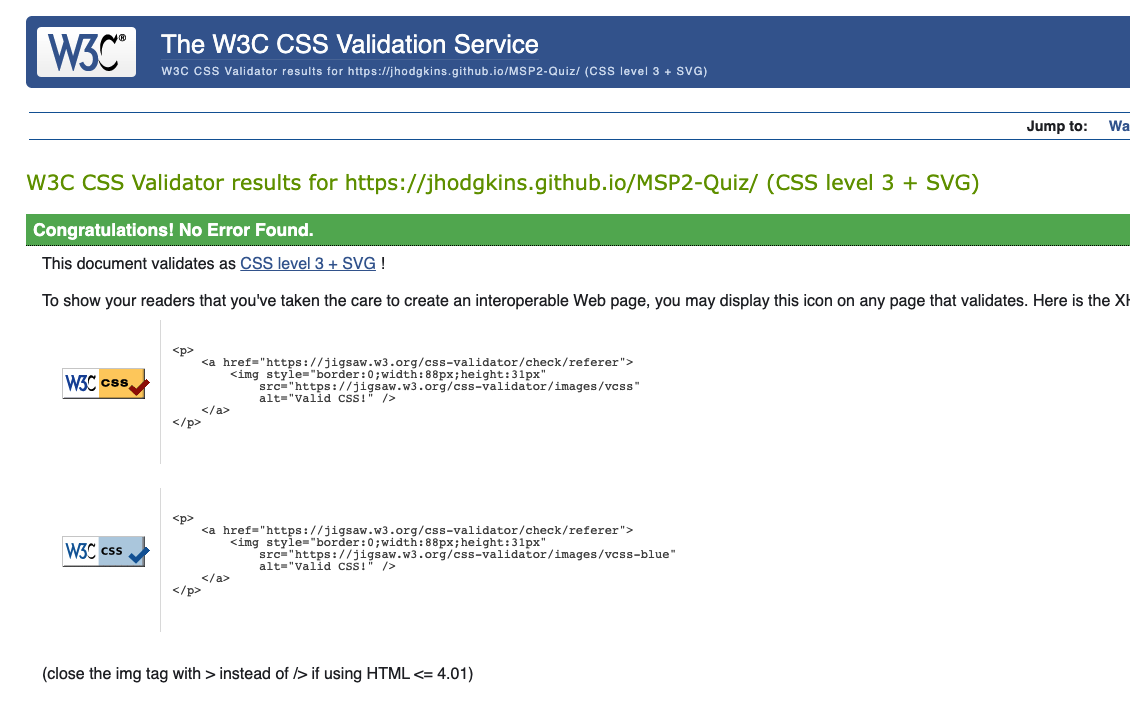 W3C®
The W3C CSS Validation Service
W3C CSS Validator results for https://jhodgkins.github.io/MSP2-Quiz/ (CSS level 3 + SVG)
Jump to: Wa
W3C CSS Validator results for https://jhodgkins.github.io/MSP2-Quiz/ (CSS level 3 + SVG)
Congratulations! No Error Found.
This document validates as CSS level 3 + SVG !
To show your readers that you've taken the care to create an interoperable Web page, you may display this icon on any page that validates. Here is the XH
W3C css
<p>
    <a href="https://jigsaw.w3.org/css-validator/check/referer">
        <img style="border:0;width:88px;height:31px"
            src="https://jigsaw.w3.org/css-validator/images/vcss"
            alt="Valid CSS!" />
    </a>
</p>
W3C css
<p>
    <a href="https://jigsaw.w3.org/css-validator/check/referer">
        <img style="border:0;width:88px;height:31px"
            src="https://jigsaw.w3.org/css-validator/images/vcss-blue"
            alt="Valid CSS!" />
    </a>
</p>
(close the img tag with > instead of /> if using HTML <= 4.01)